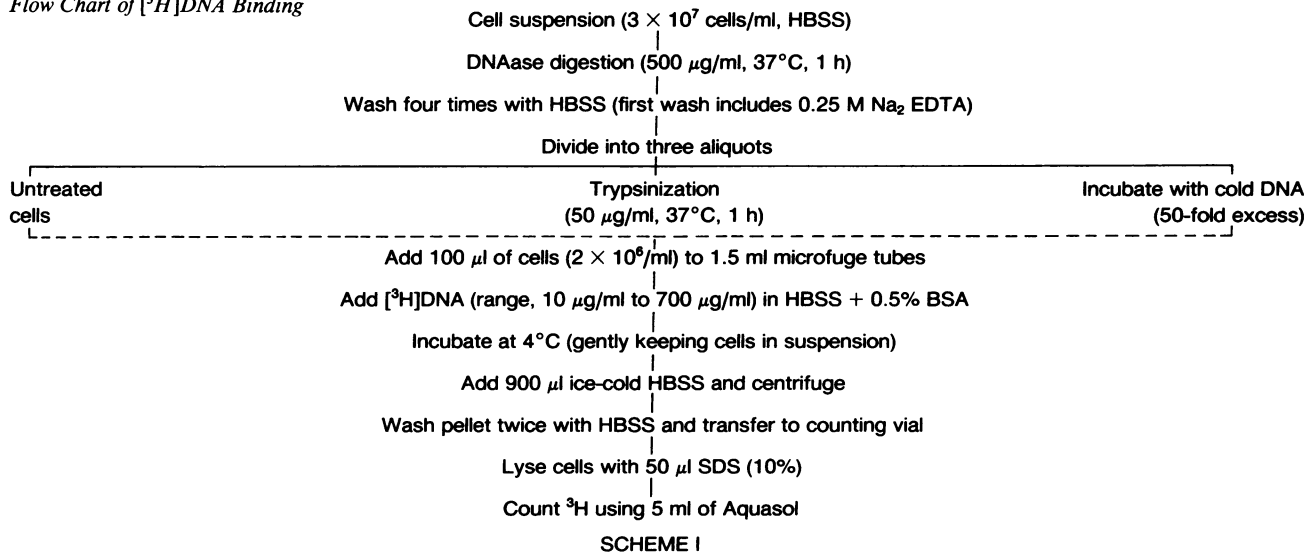 Flow Chart of [³H]DNA Binding
Cell suspension (3 × 10⁷ cells/ml, HBSS)
DNAase digestion (500 μg/ml, 37°C, 1 h)
Wash four times with HBSS (first wash includes 0.25 M Na₂ EDTA)
Divide into three aliquots
Untreated cells
Trypsinization
(50 μg/ml, 37°C, 1 h)
Incubate with cold DNA
(50-fold excess)
Add 100 μl of cells (2 × 10⁶/ml) to 1.5 ml microfuge tubes
Add [³H]DNA (range, 10 μg/ml to 700 μg/ml) in HBSS + 0.5% BSA
Incubate at 4°C (gently keeping cells in suspension)
Add 900 μl ice-cold HBSS and centrifuge
Wash pellet twice with HBSS and transfer to counting vial
Lyse cells with 50 μl SDS (10%)
Count ³H using 5 ml of Aquasol
SCHEME I